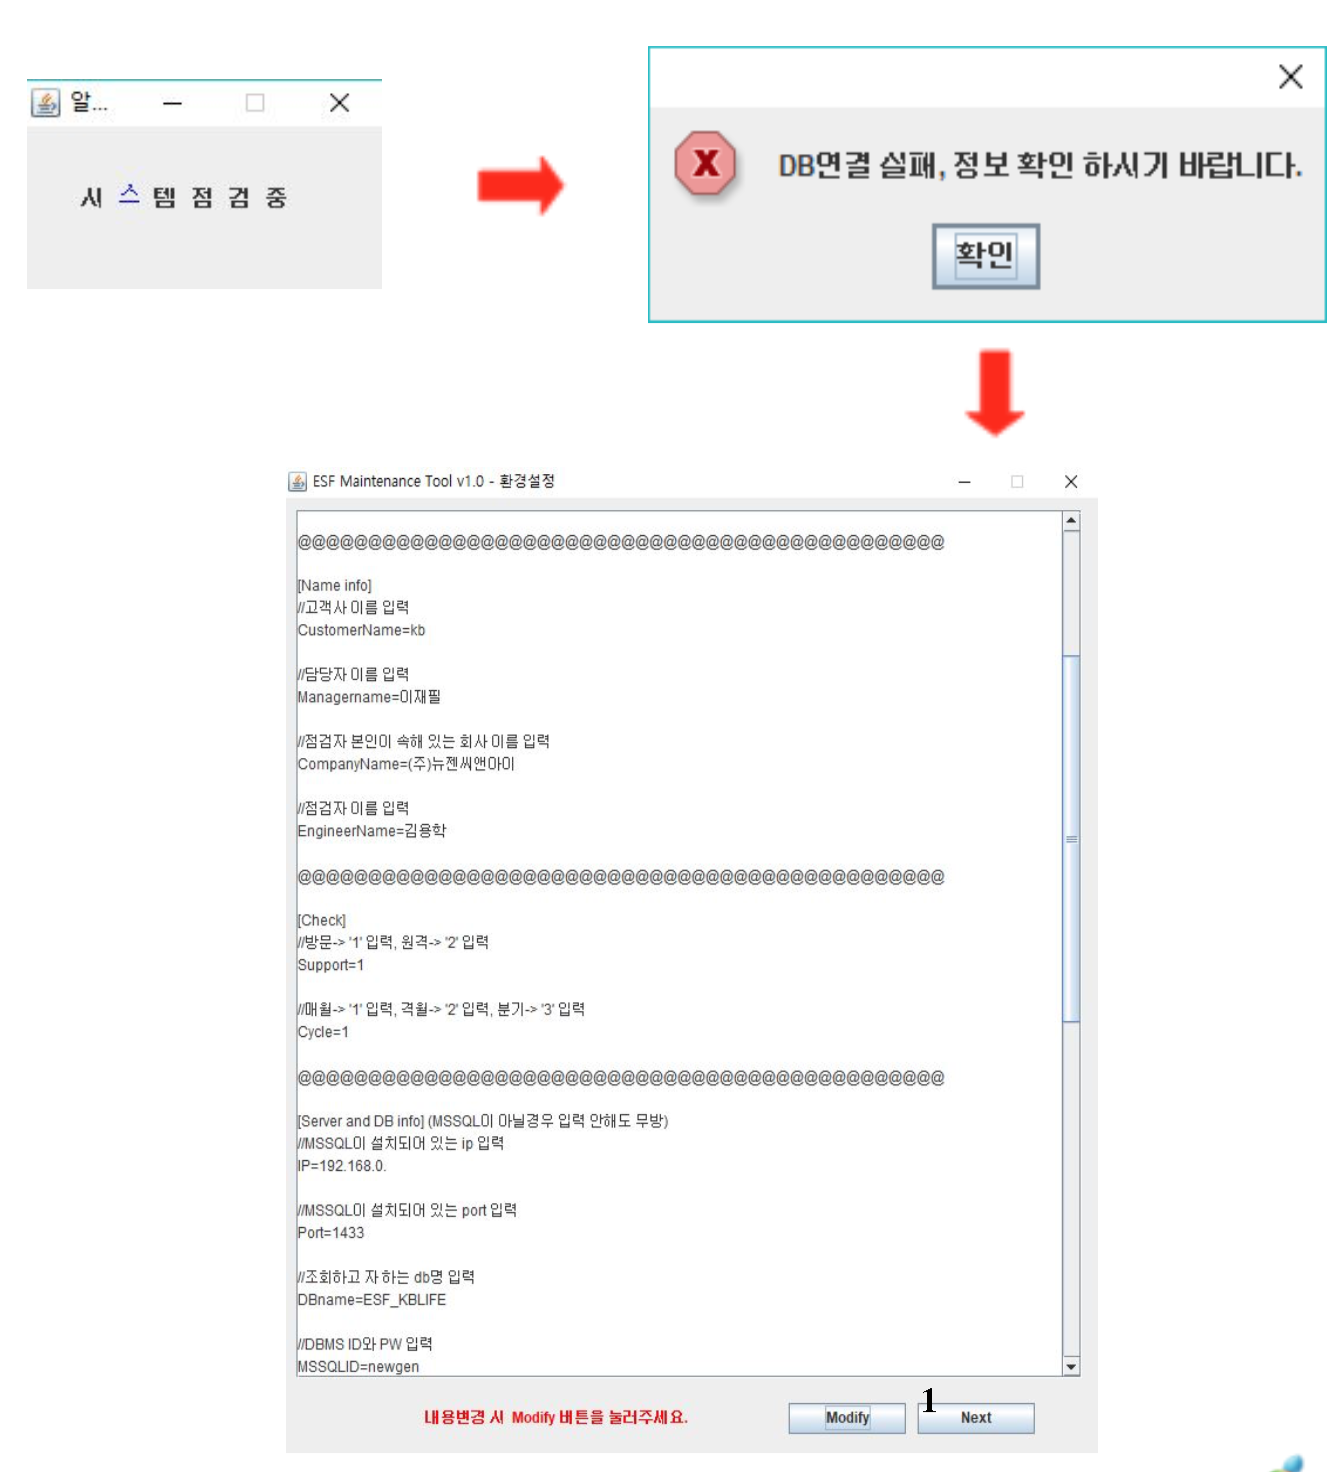 알...
시 스 템 점 검 중
DB연결 실패, 정보 확인 하시기 바랍니다.
확인
ESF Maintenance Tool v1.0 - 환경설정
@@@@@@@@@@@@@@@@@@@@@@@@@@@@@@@@@@@@@@@@@@@@@@
[Name info]
//고객사 이름 입력
CustomerName=kb
//담당자 이름 입력
Managername=이재필
//점검자 본인이 속해 있는 회사 이름 입력
CompanyName=(주)뉴젠씨앤아이
//점검자 이름 입력
EngineerName=김용학
@@@@@@@@@@@@@@@@@@@@@@@@@@@@@@@@@@@@@@@@@@@@@@
[Check]
//방문-> '1' 입력, 원격-> '2' 입력
Support=1
//매월-> '1' 입력, 격월-> '2' 입력, 분기-> '3' 입력
Cycle=1
@@@@@@@@@@@@@@@@@@@@@@@@@@@@@@@@@@@@@@@@@@@@@@
[Server and DB info] (MSSQL이 아닐경우 입력 안해도 무방)
//MSSQL이 설치되어 있는 ip 입력
IP=192.168.0.
//MSSQL이 설치되어 있는 port 입력
Port=1433
//조회하고 자 하는 db명 입력
DBname=ESF_KBLIFE
//DBMS ID와 PW 입력
MSSQLID=newgen
내용변경 시 Modify 버튼을 눌러주세요.
Modify
1
Next